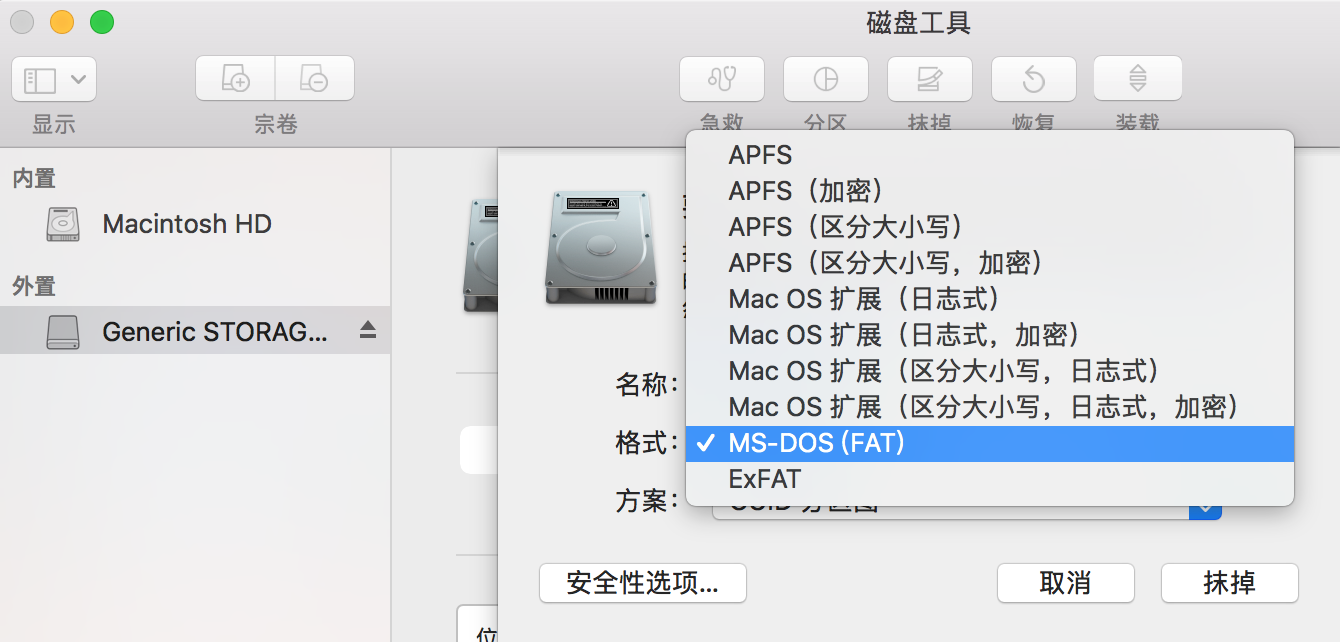 磁盘工具
显示
宗卷
急救
分区
抹掉
恢复
装载
内置
Macintosh HD
外置
Generic STORAG...
APFS
APFS（加密）
APFS（区分大小写）
APFS（区分大小写，加密）
Mac OS 扩展（日志式）
Mac OS 扩展（日志式，加密）
Mac OS 扩展（区分大小写，日志式）
Mac OS 扩展（区分大小写，日志式，加密）
名称：
格式：
MS-DOS (FAT)
ExFAT
方案：
GUID 分区图
安全性选项...
取消
抹掉
位